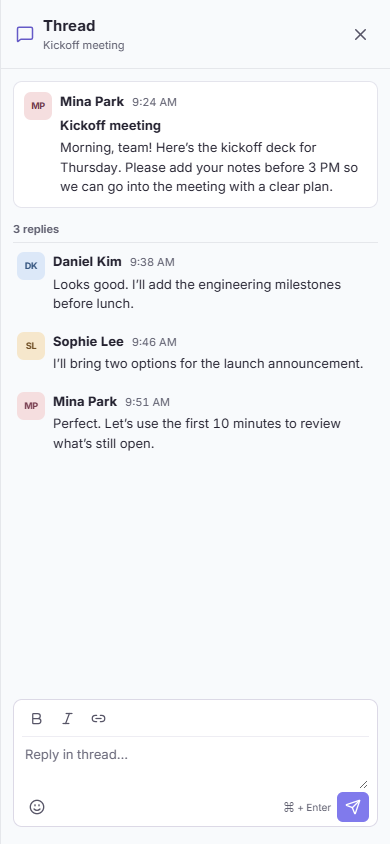 Thread
Kickoff meeting
MP
Mina Park 9:24 AM
Kickoff meeting
Morning, team! Here’s the kickoff deck for
Thursday. Please add your notes before 3 PM so
we can go into the meeting with a clear plan.
3 replies
DK
Daniel Kim 9:38 AM
Looks good. I’ll add the engineering milestones
before lunch.
SL
Sophie Lee 9:46 AM
I’ll bring two options for the launch announcement.
MP
Mina Park 9:51 AM
Perfect. Let’s use the first 10 minutes to review
what’s still open.
B I
Reply in thread...
⌘ + Enter